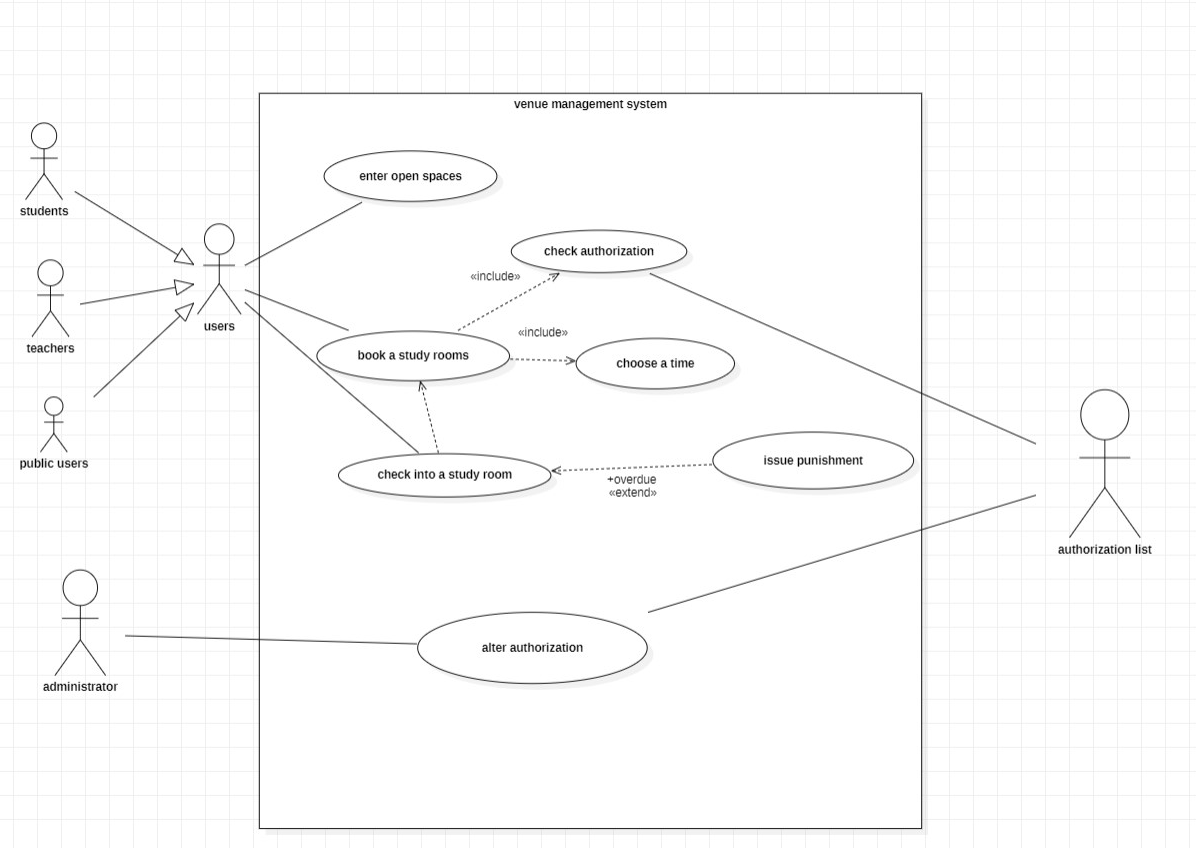 venue management system
enter open spaces
students
check authorization
«include»
users
«include»
teachers
book a study rooms
choose a time
public users
issue punishment
check into a study room
+overdue
«extend»
authorization list
alter authorization
administrator